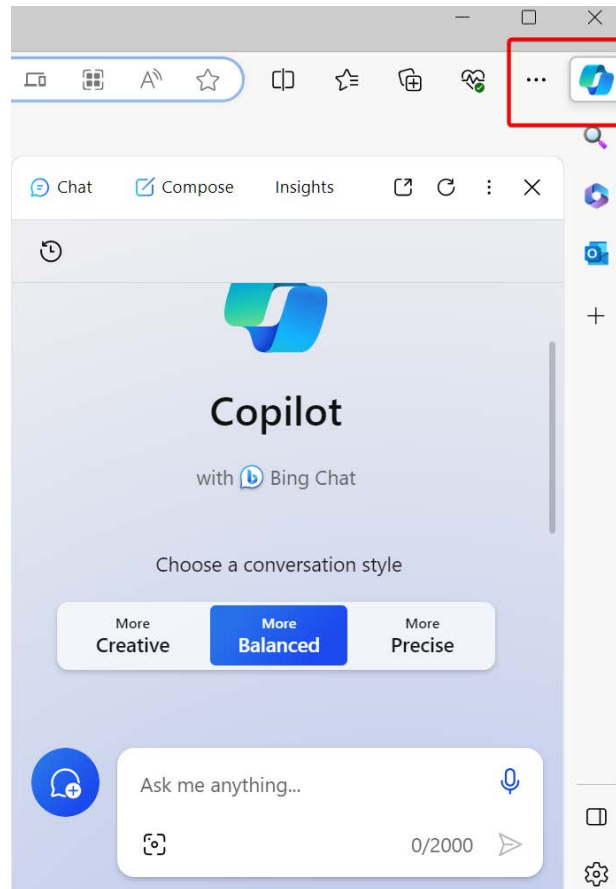 Chat Compose Insights
Copilot
with Bing Chat
Choose a conversation style
More
Creative
More
Balanced
More
Precise
Ask me anything...
0/2000